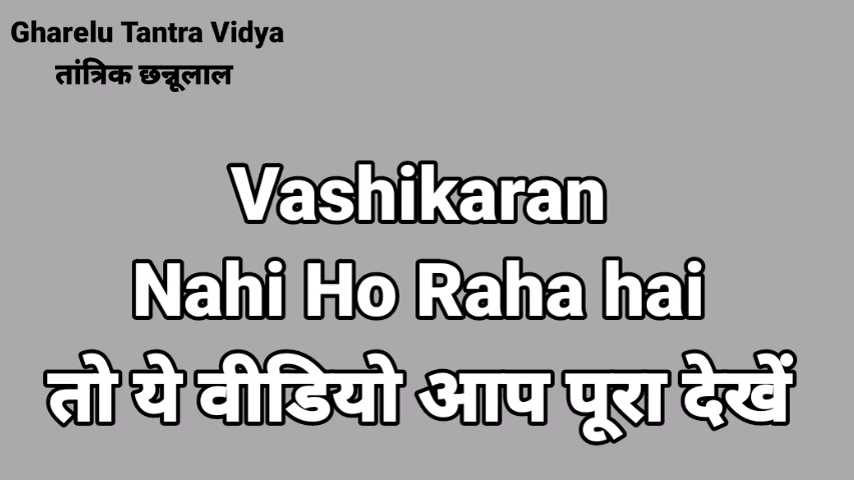 Gharelu Tantra Vidya
तांत्रिक छन्नूलाल
Vashikaran
Nahi Ho Raha hai
तो ये वीडियो आप पूरा देखें